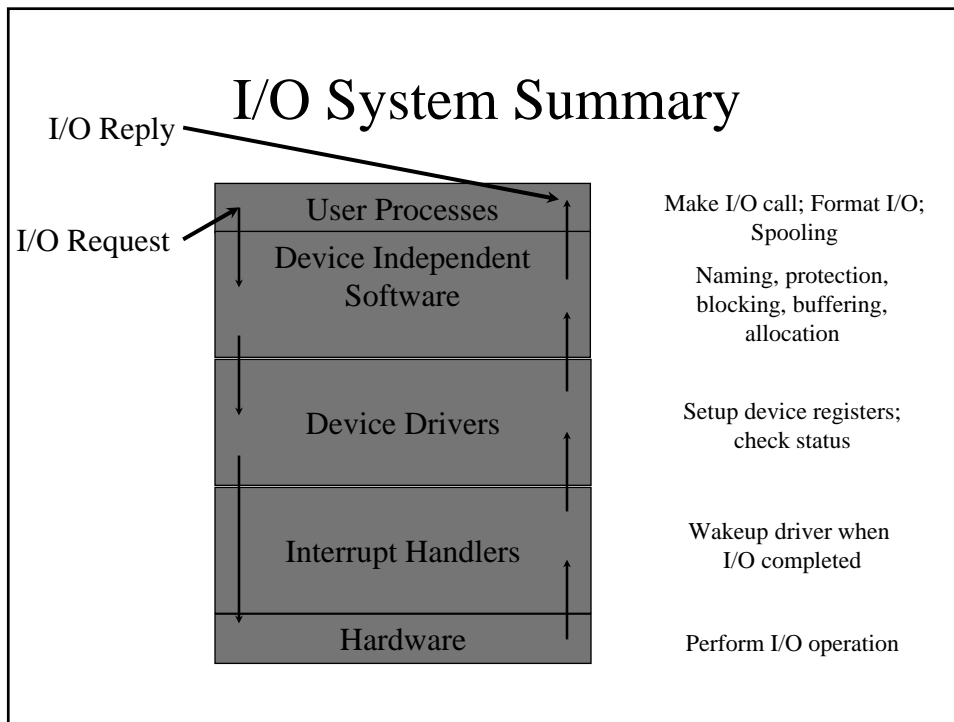 I/O System Summary
I/O Reply
I/O Request
User Processes
Make I/O call; Format I/O;
Spooling
Device Independent
Software
Naming, protection,
blocking, buffering,
allocation
Device Drivers
Setup device registers;
check status
Interrupt Handlers
Wakeup driver when
I/O completed
Hardware
Perform I/O operation